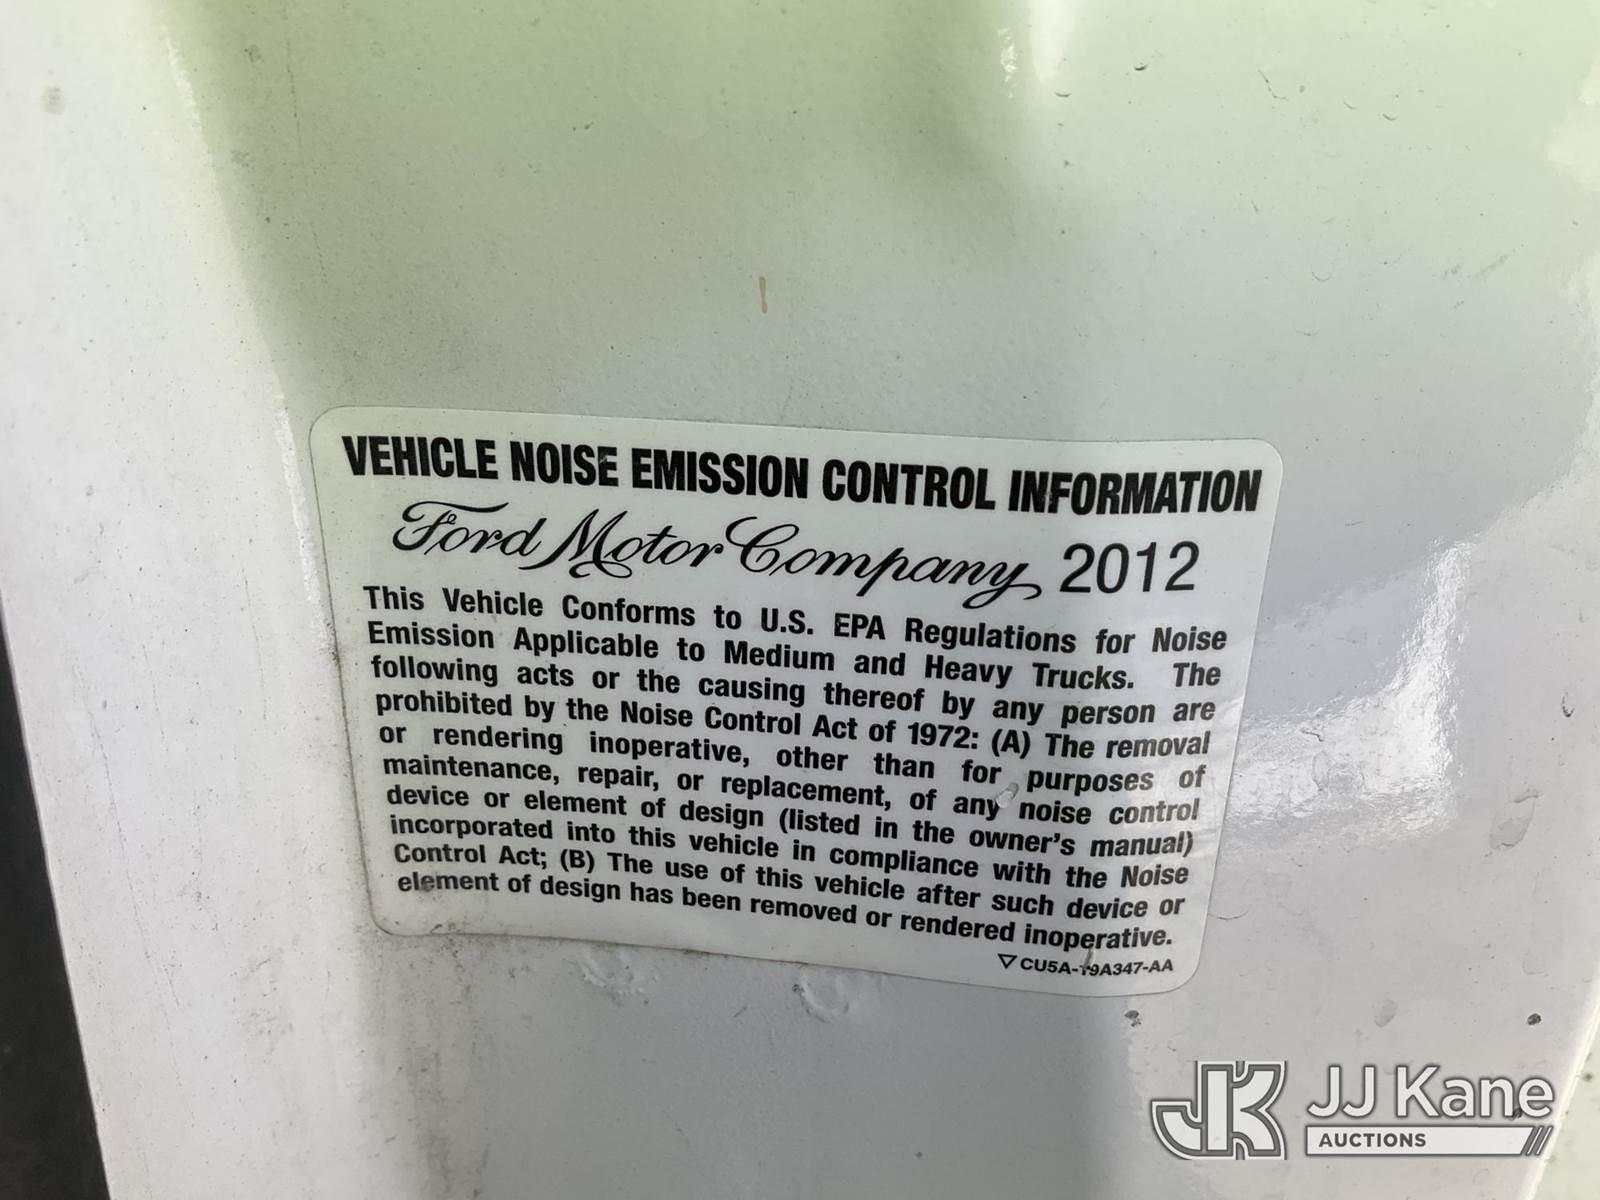 VEHICLE NOISE EMISSION CONTROL INFORMATION
Ford Motor Company 2012
This Vehicle Conforms to U.S. EPA Regulations for Noise
Emission Applicable to Medium and Heavy Trucks. The
following acts or the causing thereof by any person are
prohibited by the Noise Control Act of 1972: (A) The removal
or rendering inoperative, other than for purposes of
maintenance, repair, or replacement, of any noise control
device or element of design (listed in the owner's manual)
incorporated into this vehicle in compliance with the Noise
Control Act; (B) The use of this vehicle after such device or
element of design has been removed or rendered inoperative.
CU5A-19A347-AA
JK JJ Kane
AUCTIONS